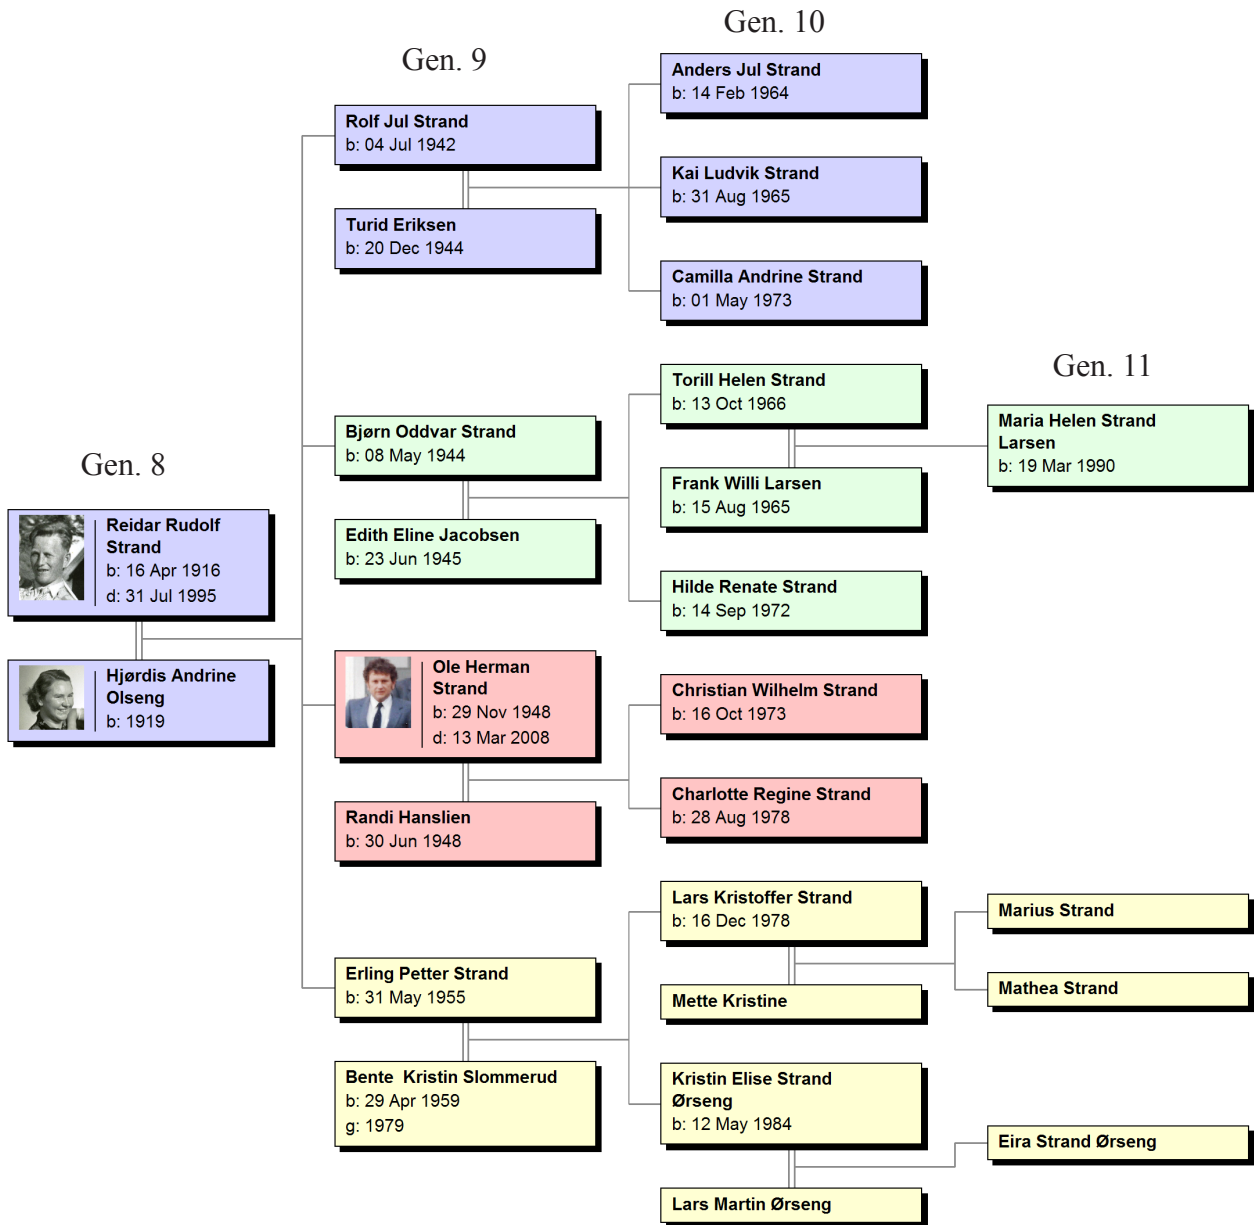 Gen. 8
Reidar Rudolf
Strand
b: 16 Apr 1916
d: 31 Jul 1995
Hjørdis Andrine
Olseng
b: 1919
Gen. 9
Rolf Jul Strand
b: 04 Jul 1942
Turid Eriksen
b: 20 Dec 1944
Bjørn Oddvar Strand
b: 08 May 1944
Edith Eline Jacobsen
b: 23 Jun 1945
Ole Herman
Strand
b: 29 Nov 1948
d: 13 Mar 2008
Randi Hanslien
b: 30 Jun 1948
Erling Petter Strand
b: 31 May 1955
Bente  Kristin Slommerud
b: 29 Apr 1959
g: 1979
Gen. 10
Anders Jul Strand
b: 14 Feb 1964
Kai Ludvik Strand
b: 31 Aug 1965
Camilla Andrine Strand
b: 01 May 1973
Torill Helen Strand
b: 13 Oct 1966
Frank Willi Larsen
b: 15 Aug 1965
Hilde Renate Strand
b: 14 Sep 1972
Christian Wilhelm Strand
b: 16 Oct 1973
Charlotte Regine Strand
b: 28 Aug 1978
Lars Kristoffer Strand
b: 16 Dec 1978
Mette Kristine
Kristin Elise Strand
Ørseng
b: 12 May 1984
Lars Martin Ørseng
Gen. 11
Maria Helen Strand
Larsen
b: 19 Mar 1990
Marius Strand
Mathea Strand
Eira Strand Ørseng